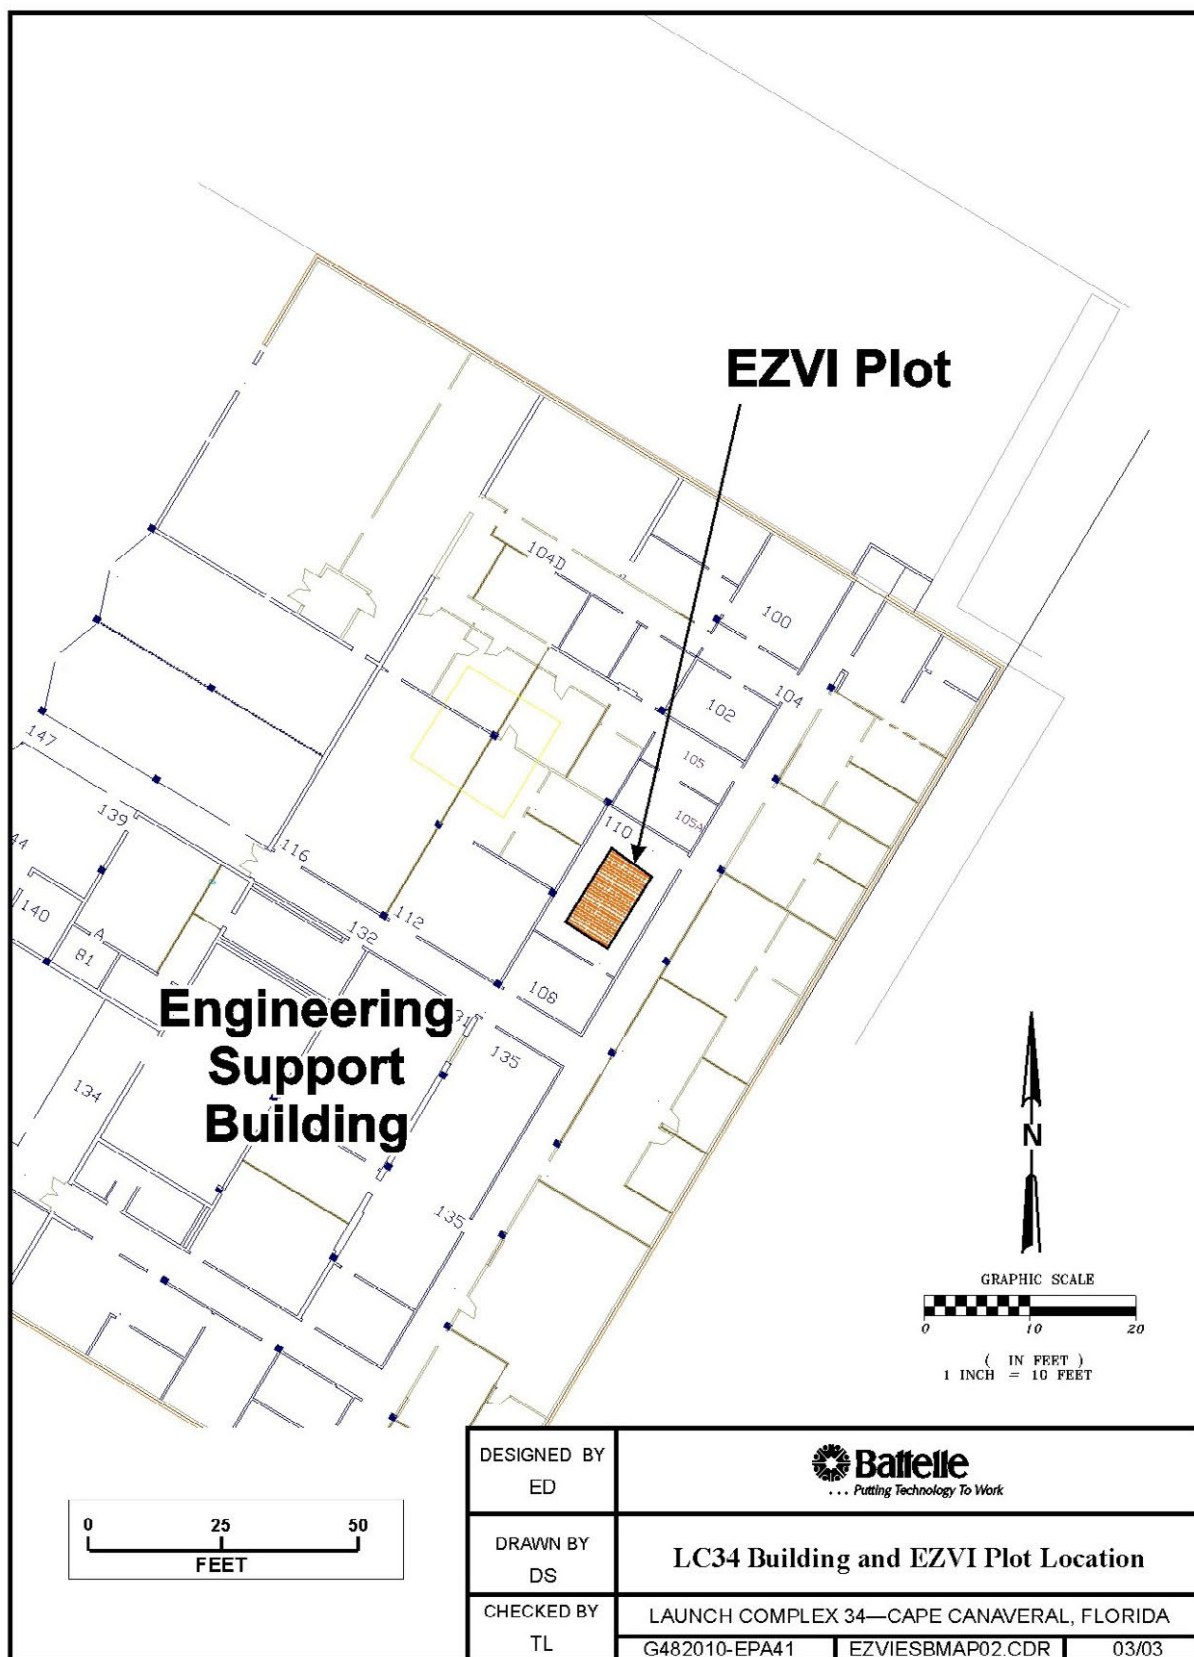 EZVI Plot
104D
100
104
102
105
105A
110
147
139
116
44
140
A
81
132
112
108
31
135
134
135
Engineering
Support
Building
N
GRAPHIC SCALE
0 10 20
( IN FEET )
1 INCH = 10 FEET
0 25 50
FEET
DESIGNED BY
ED
Battelle
... Putting Technology To Work
DRAWN BY
DS
LC34 Building and EZVI Plot Location
CHECKED BY
TL
LAUNCH COMPLEX 34—CAPE CANAVERAL, FLORIDA
G482010-EPA41 EZVIESBMAP02.CDR 03/03